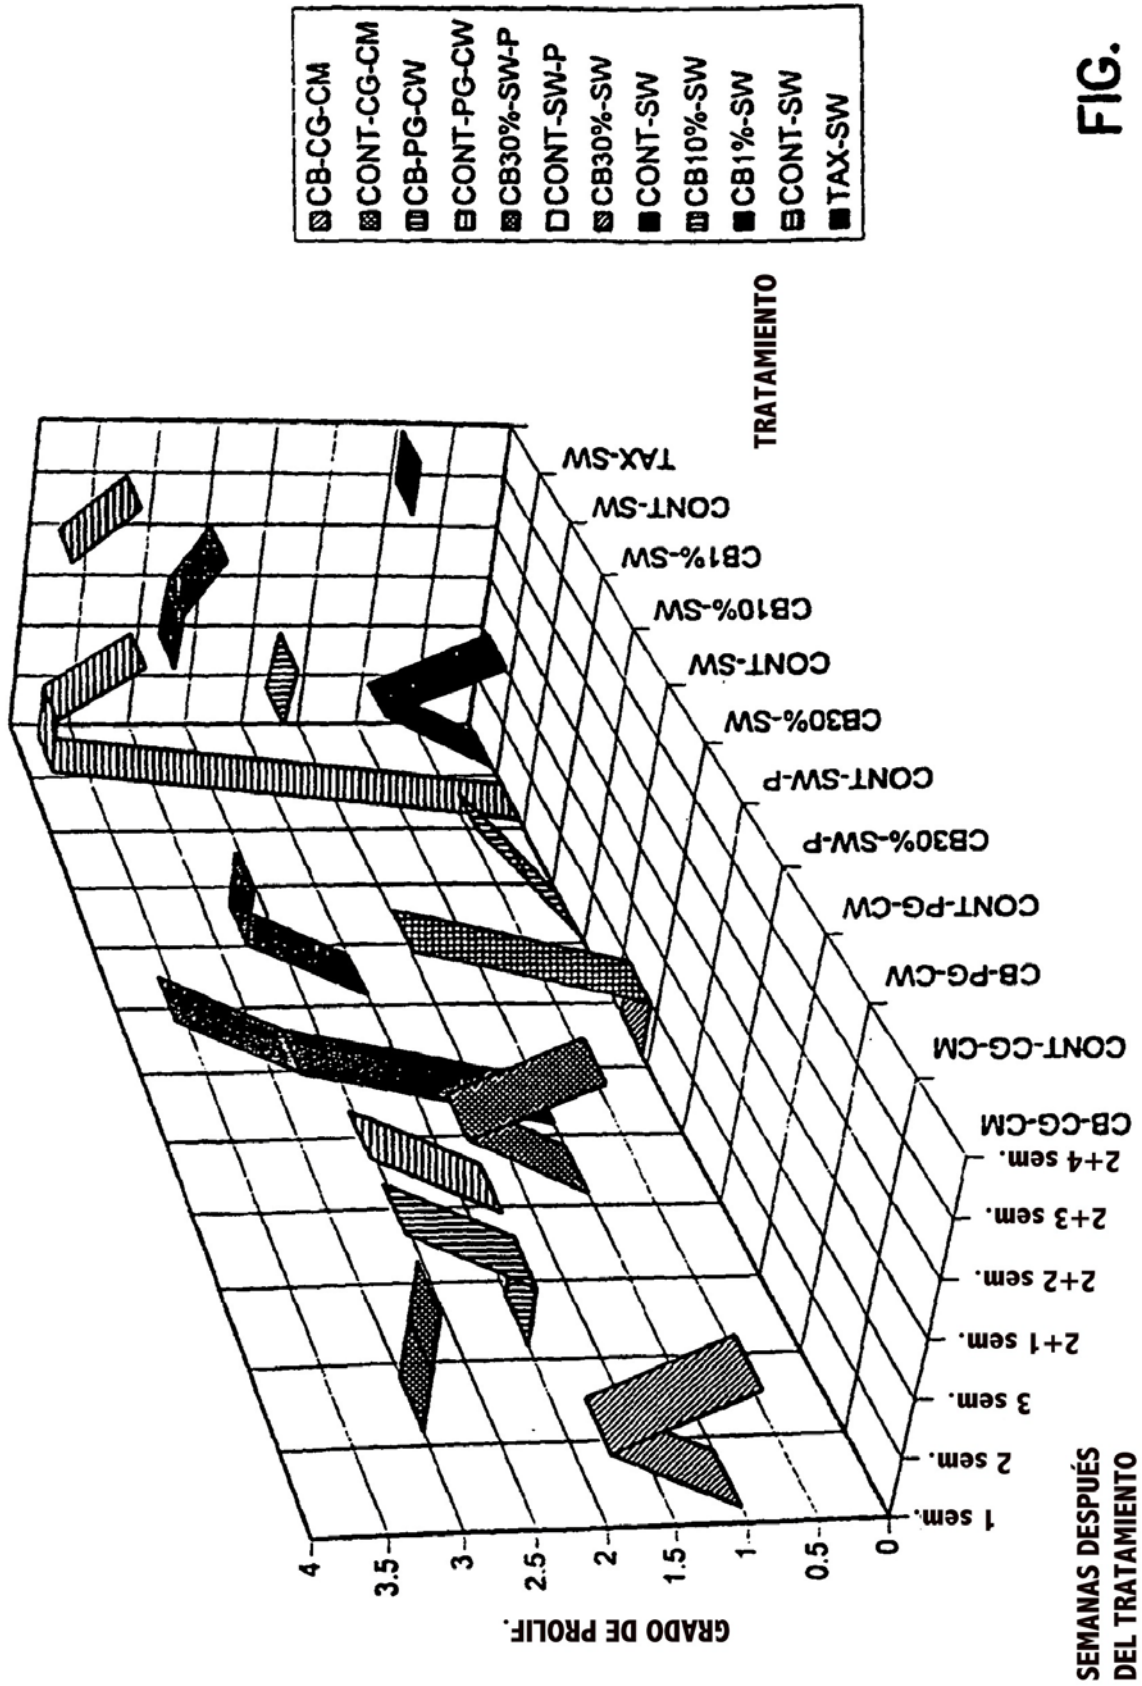 CB-CG-CM
CONT-CG-CM
CB-PG-CW
CONT-PG-CW
CB30%-SW-P
CONT-SW-P
CB30%-SW
CONT-SW
CB10%-SW
CB1%-SW
CONT-SW
TAX-SW
FIG.
TRATAMIENTO
TAX-SW
CONT-SW
CB1%-SW
CB10%-SW
CONT-SW
CB30%-SW
CONT-SW-P
CB30%-SW-P
CONT-PG-CW
CB-PG-CW
CONT-CG-CM
CB-CG-CM
2+4 sem.
2+3 sem.
2+2 sem.
2+1 sem.
3 sem.
2 sem.
1 sem.
4
3.5
3
2.5
2
1.5
1
0.5
0
GRADO DE PROLIF.
SEMANAS DESPUÉS
DEL TRATAMIENTO